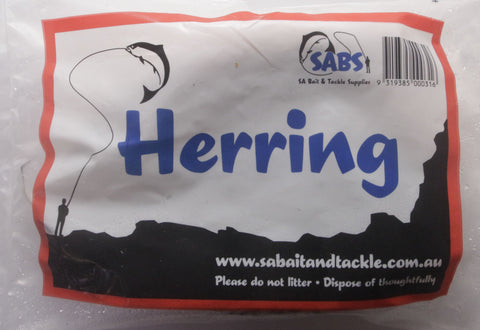 SABS
SA Bait & Tackle Supplies
9 319385 000316
Herring
www.sabaitandtackle.com.au
Please do not litter • Dispose of thoughtfully